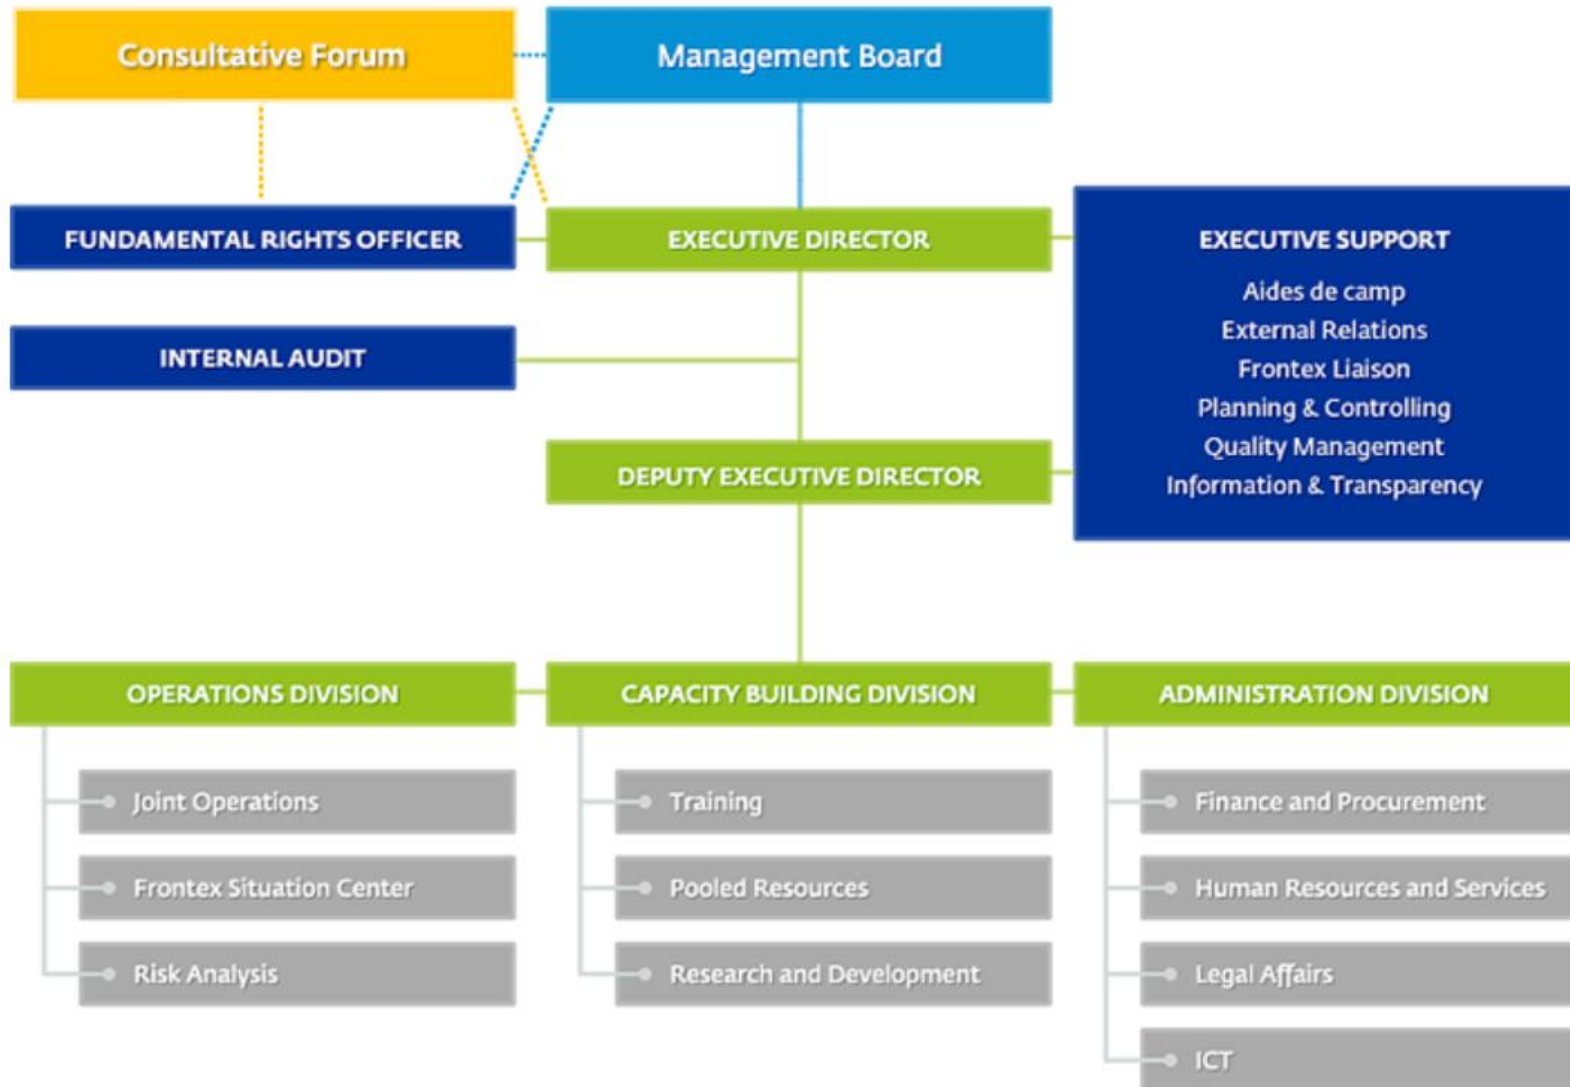 Consultative Forum
Management Board
FUNDAMENTAL RIGHTS OFFICER
EXECUTIVE DIRECTOR
EXECUTIVE SUPPORT
Aides de camp
External Relations
Frontex Liaison
Planning & Controlling
Quality Management
Information & Transparency
INTERNAL AUDIT
DEPUTY EXECUTIVE DIRECTOR
OPERATIONS DIVISION
Joint Operations
Frontex Situation Center
Risk Analysis
CAPACITY BUILDING DIVISION
Training
Pooled Resources
Research and Development
ADMINISTRATION DIVISION
Finance and Procurement
Human Resources and Services
Legal Affairs
ICT